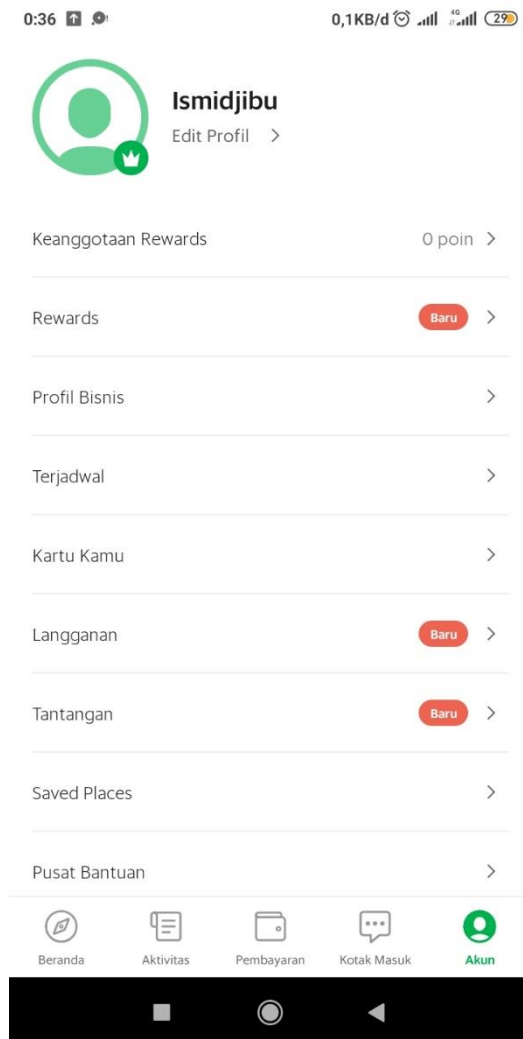 0:36
0,1KB/d 4G 29
Ismidjibu
Edit Profil
Keanggotaan Rewards 0 poin
Rewards Baru
Profil Bisnis
Terjadwal
Kartu Kamu
Langganan Baru
Tantangan Baru
Saved Places
Pusat Bantuan
Beranda Aktivitas Pembayaran Kotak Masuk Akun